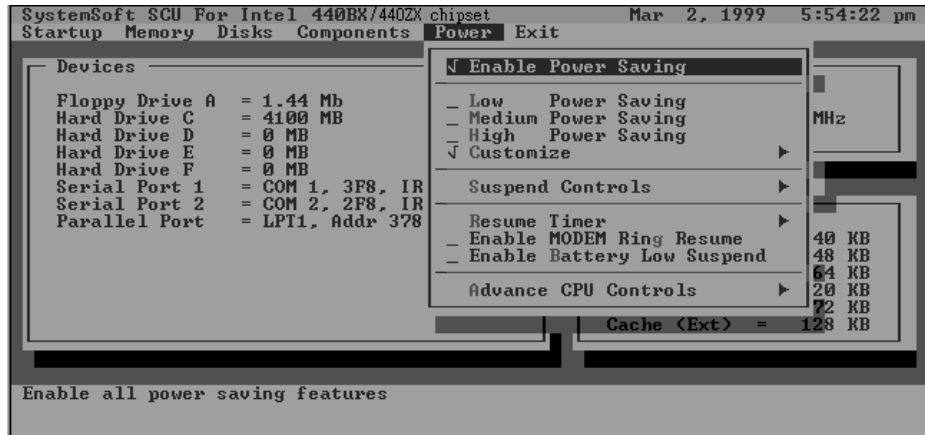 SystemSoft SCU For Intel 440BX/440ZX chipset Mar 2, 1999 5:54:22 pm
Startup Memory Disks Components Power Exit
Devices
Floppy Drive A = 1.44 Mb
Hard Drive C = 4100 MB
Hard Drive D = 0 MB
Hard Drive E = 0 MB
Hard Drive F = 0 MB
Serial Port 1 = COM 1, 3F8, IR
Serial Port 2 = COM 2, 2F8, IR
Parallel Port = LPT1, Addr 378
√ Enable Power Saving
_ Low Power Saving
_ Medium Power Saving
_ High Power Saving
√ Customize ►
Suspend Controls ►
Resume Timer ►
_ Enable MODEM Ring Resume
_ Enable Battery Low Suspend
Advance CPU Controls ►
MHz
40 KB
48 KB
64 KB
20 KB
72 KB
Cache (Ext) = 128 KB
Enable all power saving features